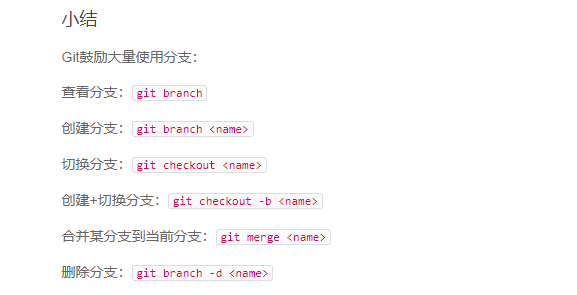 小结
Git鼓励大量使用分支：
查看分支：git branch
创建分支：git branch <name>
切换分支：git checkout <name>
创建+切换分支：git checkout -b <name>
合并某分支到当前分支：git merge <name>
删除分支：git branch -d <name>